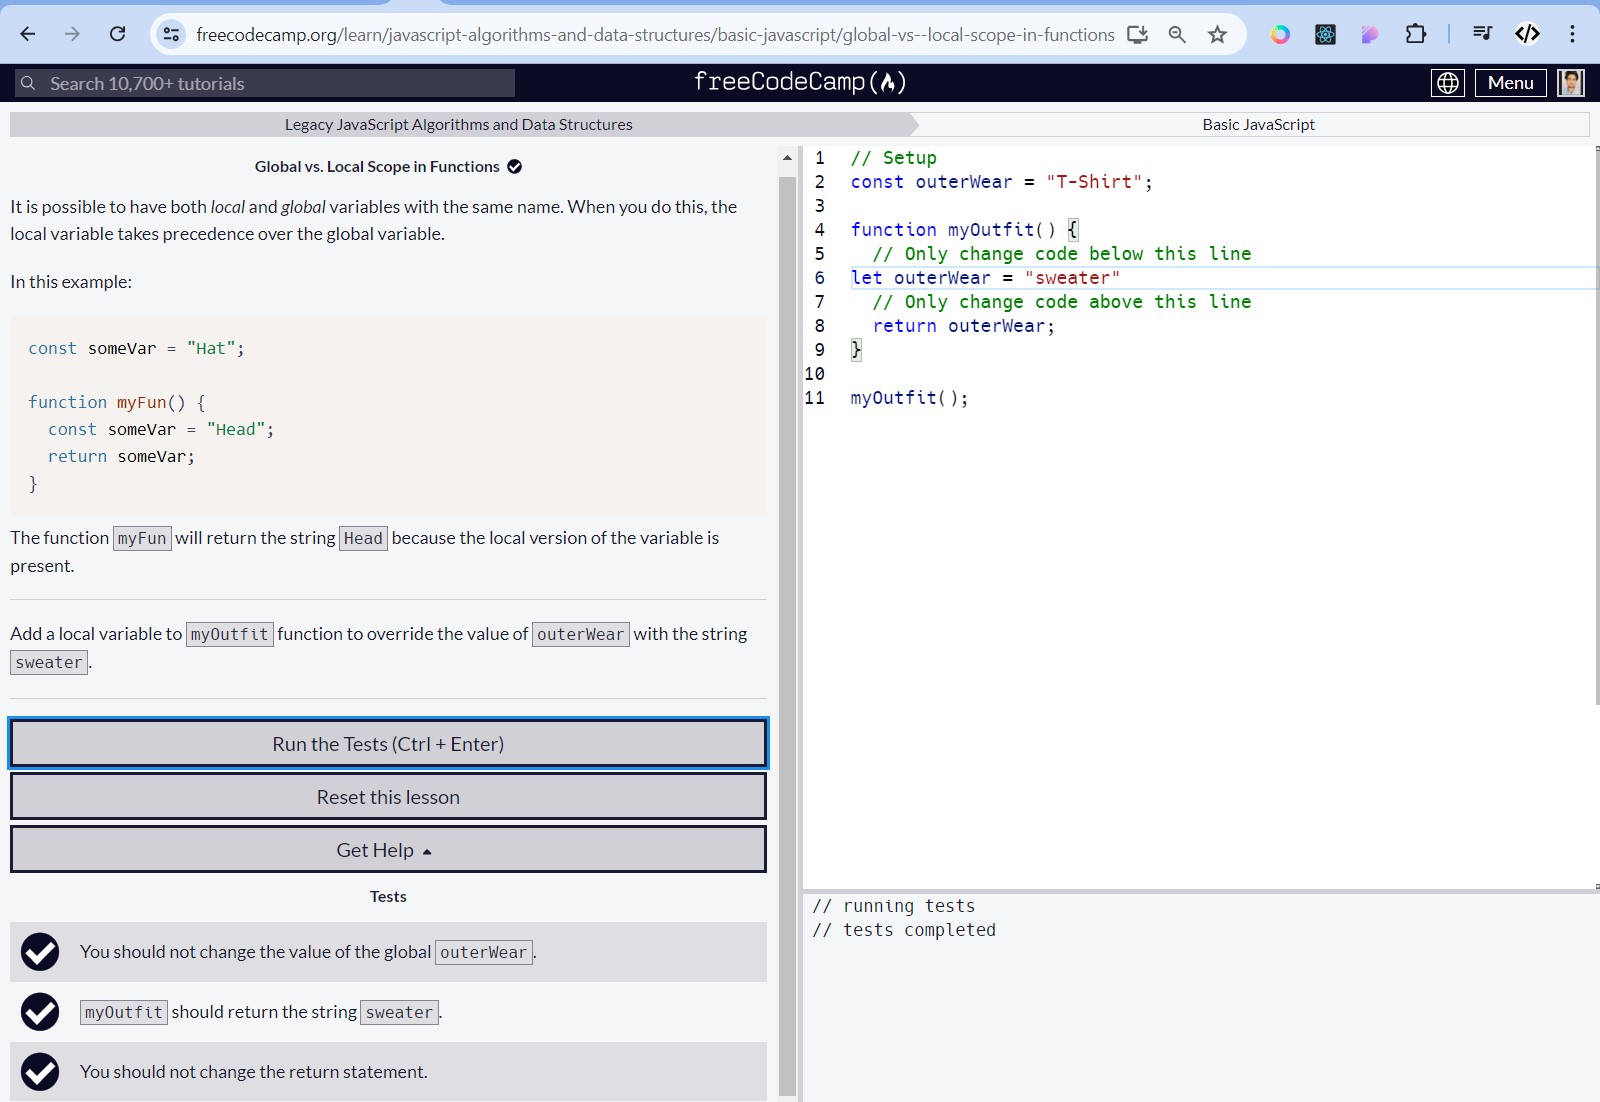 freecodecamp.org/learn/javascript-algorithms-and-data-structures/basic-javascript/global-vs--local-scope-in-functions
Search 10,700+ tutorials
freeCodeCamp
Menu
Legacy JavaScript Algorithms and Data Structures
Basic JavaScript
Global vs. Local Scope in Functions
It is possible to have both local and global variables with the same name. When you do this, the
local variable takes precedence over the global variable.
In this example:
const someVar = "Hat";
function myFun() {
  const someVar = "Head";
  return someVar;
}
The function myFun will return the string Head because the local version of the variable is
present.
Add a local variable to myOutfit function to override the value of outerWear with the string
sweater.
Run the Tests (Ctrl + Enter)
Reset this lesson
Get Help
Tests
You should not change the value of the global outerWear.
myOutfit should return the string sweater.
You should not change the return statement.
1 // Setup
2 const outerWear = "T-Shirt";
3
4 function myOutfit() {
5   // Only change code below this line
6 let outerWear = "sweater"
7   // Only change code above this line
8   return outerWear;
9 }
10
11 myOutfit();
// running tests
// tests completed